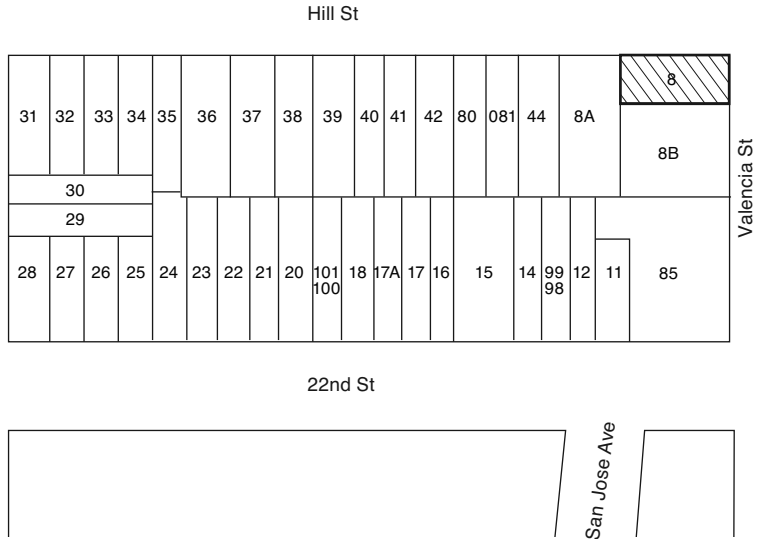 Hill St
31 32 33 34 35 36 37 38 39 40 41 42 80 081 44 8A 8
8B
30
29
28 27 26 25 24 23 22 21 20 101 18 17A 17 16 15 14 99 12 11 85
100 98
Valencia St
22nd St
San Jose Ave